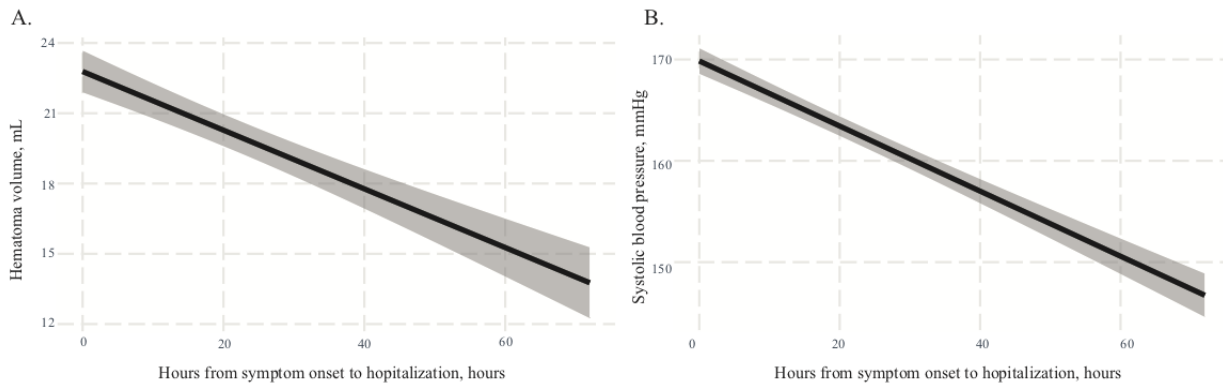 A.
24
21
18
15
12
Hematoma volume, mL
0 20 40 60
Hours from symptom onset to hopitalization, hours
B.
170
160
150
Systolic blood pressure, mmHg
0 20 40 60
Hours from symptom onset to hopitalization, hours